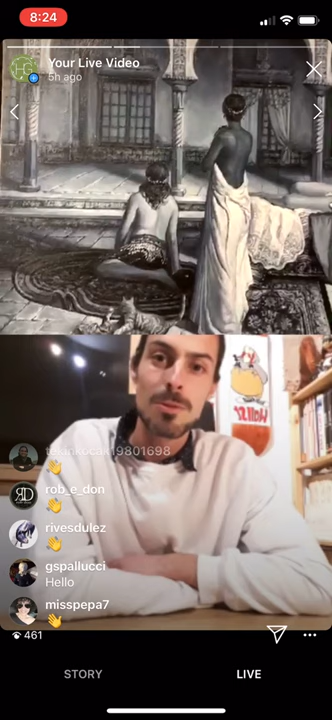 8:24
Your Live Video
5h ago
rob_e_don
rivesdulez
gspallucci
Hello
misspepa7
461
STORY
LIVE